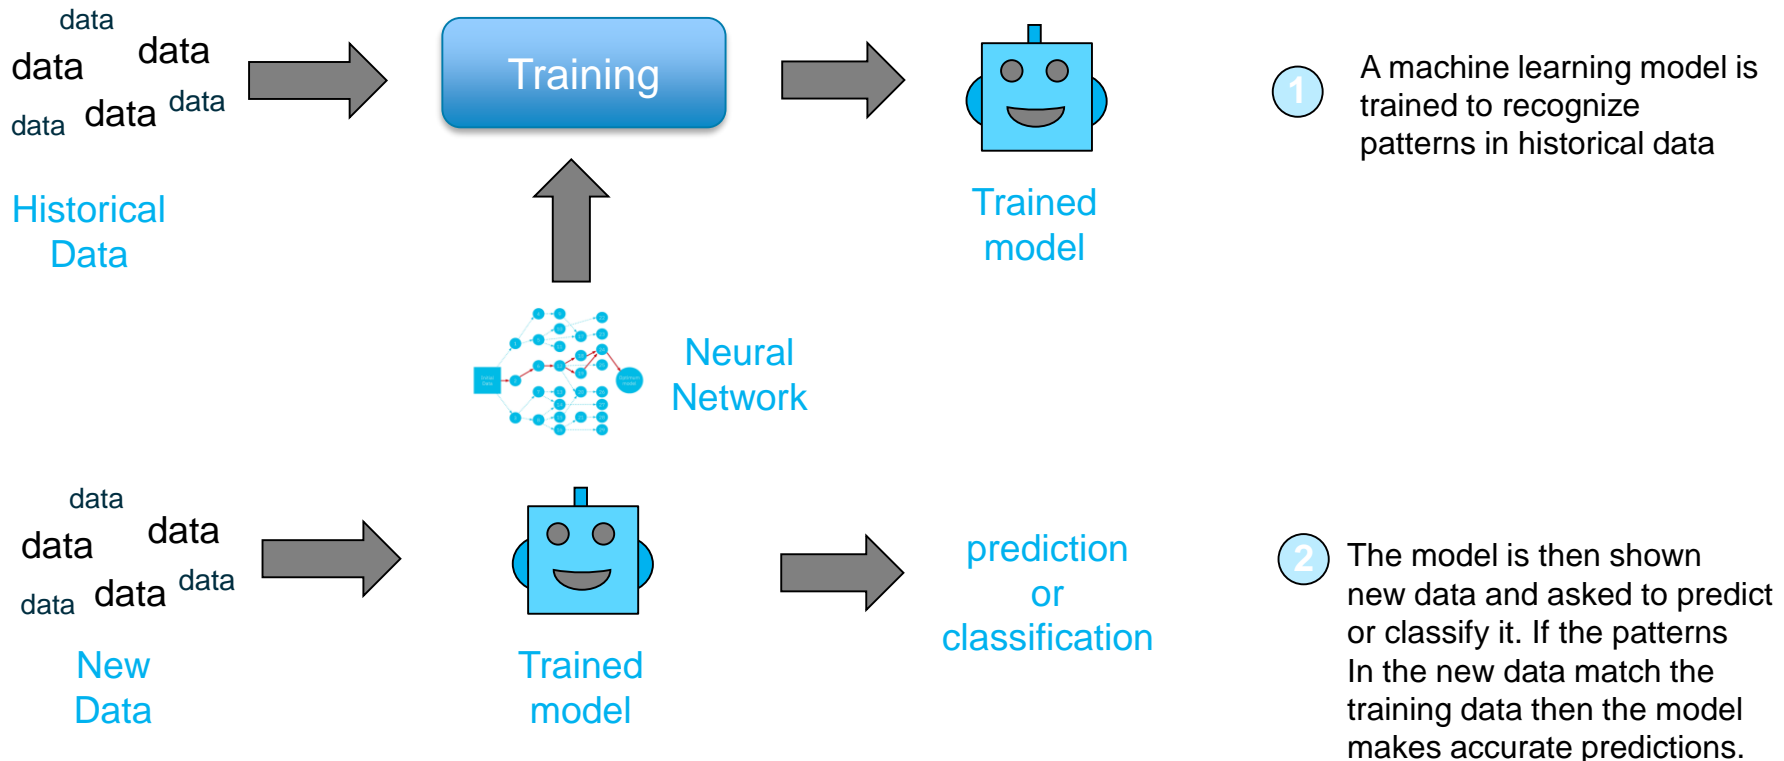 data
data
data
data
data
data
Historical
Data
Training
Trained
model
1
A machine learning model is
trained to recognize
patterns in historical data
Neural
Network
data
data
data
data
data
data
New
Data
Trained
model
prediction
or
classification
2
The model is then shown
new data and asked to predict
or classify it. If the patterns
In the new data match the
training data then the model
makes accurate predictions.